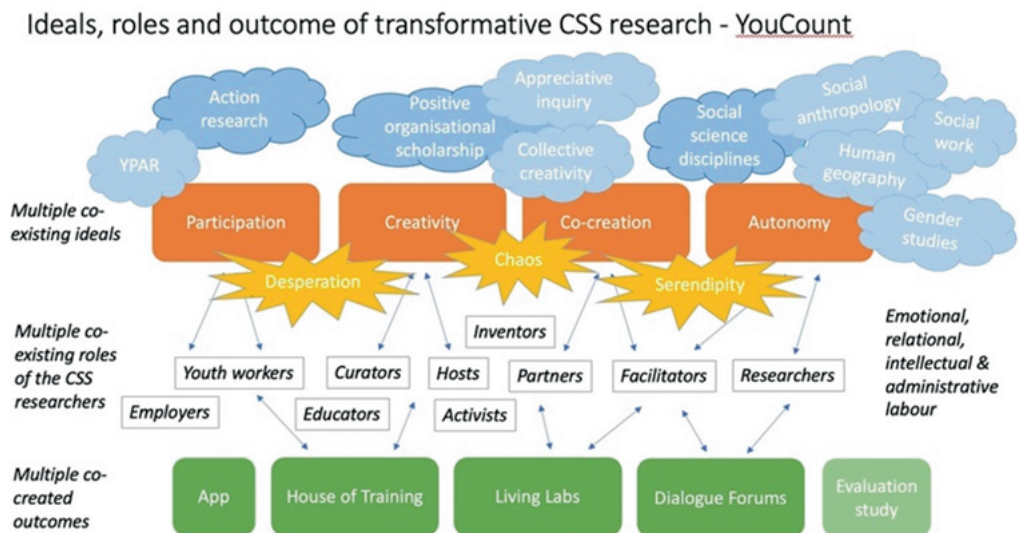 Ideals, roles and outcome of transformative CSS research - YouCount
Action
research
Positive
organisational
scholarship
Appreciative
inquiry
Collective
creativity
Social
science
disciplines
Social
anthropology
Social
work
Human
geography
Gender
studies
YPAR
Multiple co-
existing ideals
Participation
Creativity
Co-creation
Autonomy
Desperation
Chaos
Serendipity
Multiple co-
existing roles
of the CSS
researchers
Inventors
Youth workers
Curators
Hosts
Partners
Facilitators
Researchers
Employers
Educators
Activists
Emotional,
relational,
intellectual &
administrative
labour
Multiple co-
created
outcomes
App
House of Training
Living Labs
Dialogue Forums
Evaluation
study